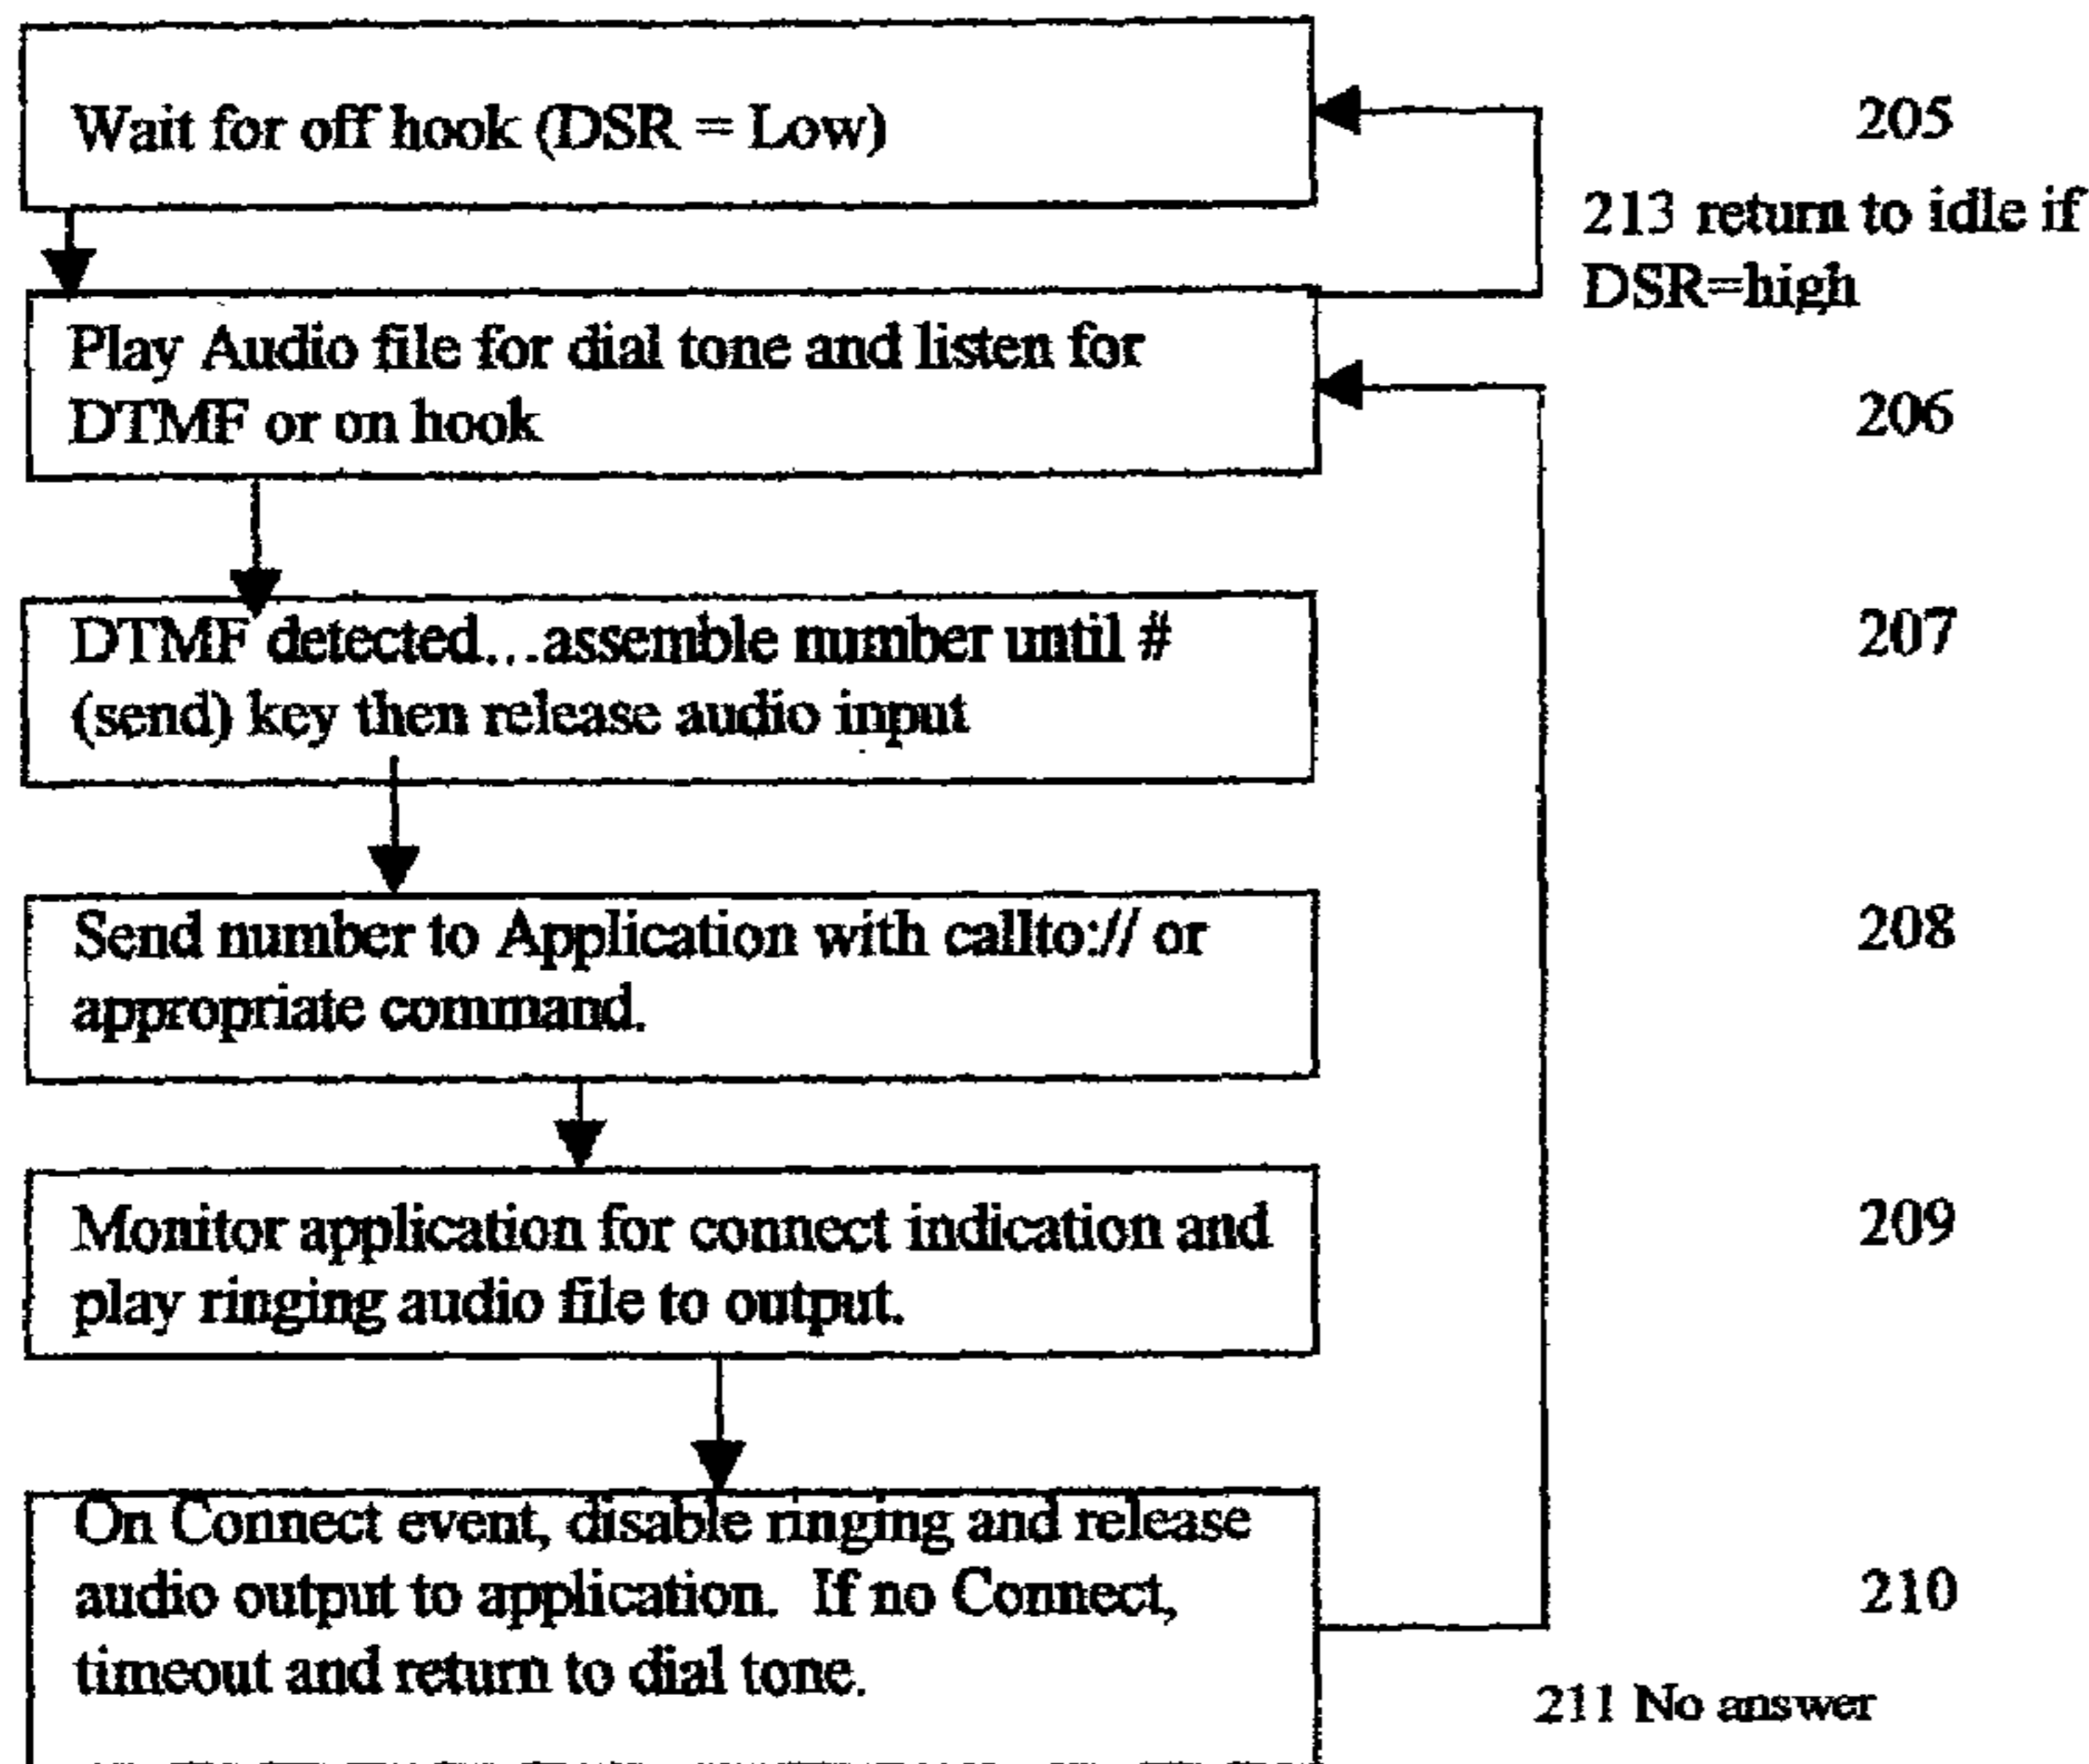 Wait for off hook (DSR = Low)
205
213 return to idle if
DSR=high
Play Audio file for dial tone and listen for
DTMF or on hook
206
DTMF detected...assemble number until #
(send) key then release audio input
207
Send number to Application with callto:// or
appropriate command.
208
Monitor application for connect indication and
play ringing audio file to output.
209
On Connect event, disable ringing and release
audio output to application.  If no Connect,
timeout and return to dial tone.
210
211 No answer